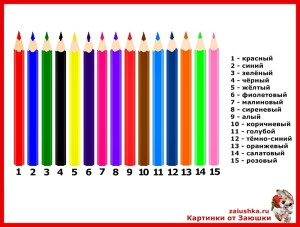 1 - красный
2 - синий
3 - зелёный
4 - чёрный
5 - жёлтый
6 - фиолетовый
7 - малиновый
8 - сиреневый
9 - алый
10 - коричневый
11 - голубой
12 - тёмно-синий
13 - оранжевый
14 - салатовый
15 - розовый
1 2 3 4 5 6 7 8 9 10 11 12 13 14 15
zaiushka.ru
Картинки от Заюшки